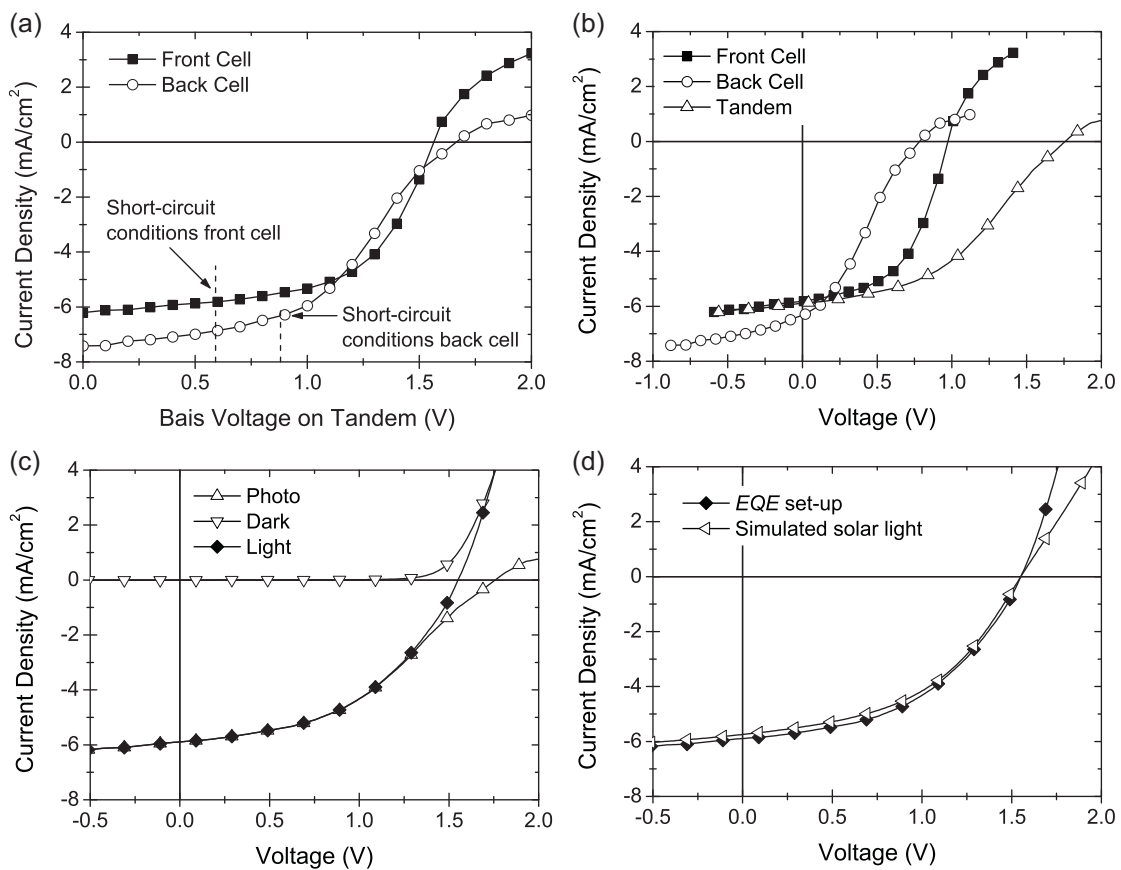 (a)
Front Cell
Back Cell
Short-circuit
conditions front cell
Short-circuit
conditions back cell
4
2
0
-2
-4
-6
-8
0.0 0.5 1.0 1.5 2.0
Current Density (mA/cm²)
Bais Voltage on Tandem (V)
(b)
Front Cell
Back Cell
Tandem
4
2
0
-2
-4
-6
-8
-1.0 -0.5 0.0 0.5 1.0 1.5 2.0
Current Density (mA/cm²)
Voltage (V)
(c)
Photo
Dark
Light
4
2
0
-2
-4
-6
-8
-0.5 0.0 0.5 1.0 1.5 2.0
Current Density (mA/cm²)
Voltage (V)
(d)
EQE set-up
Simulated solar light
4
2
0
-2
-4
-6
-8
-0.5 0.0 0.5 1.0 1.5 2.0
Current Density (mA/cm²)
Voltage (V)